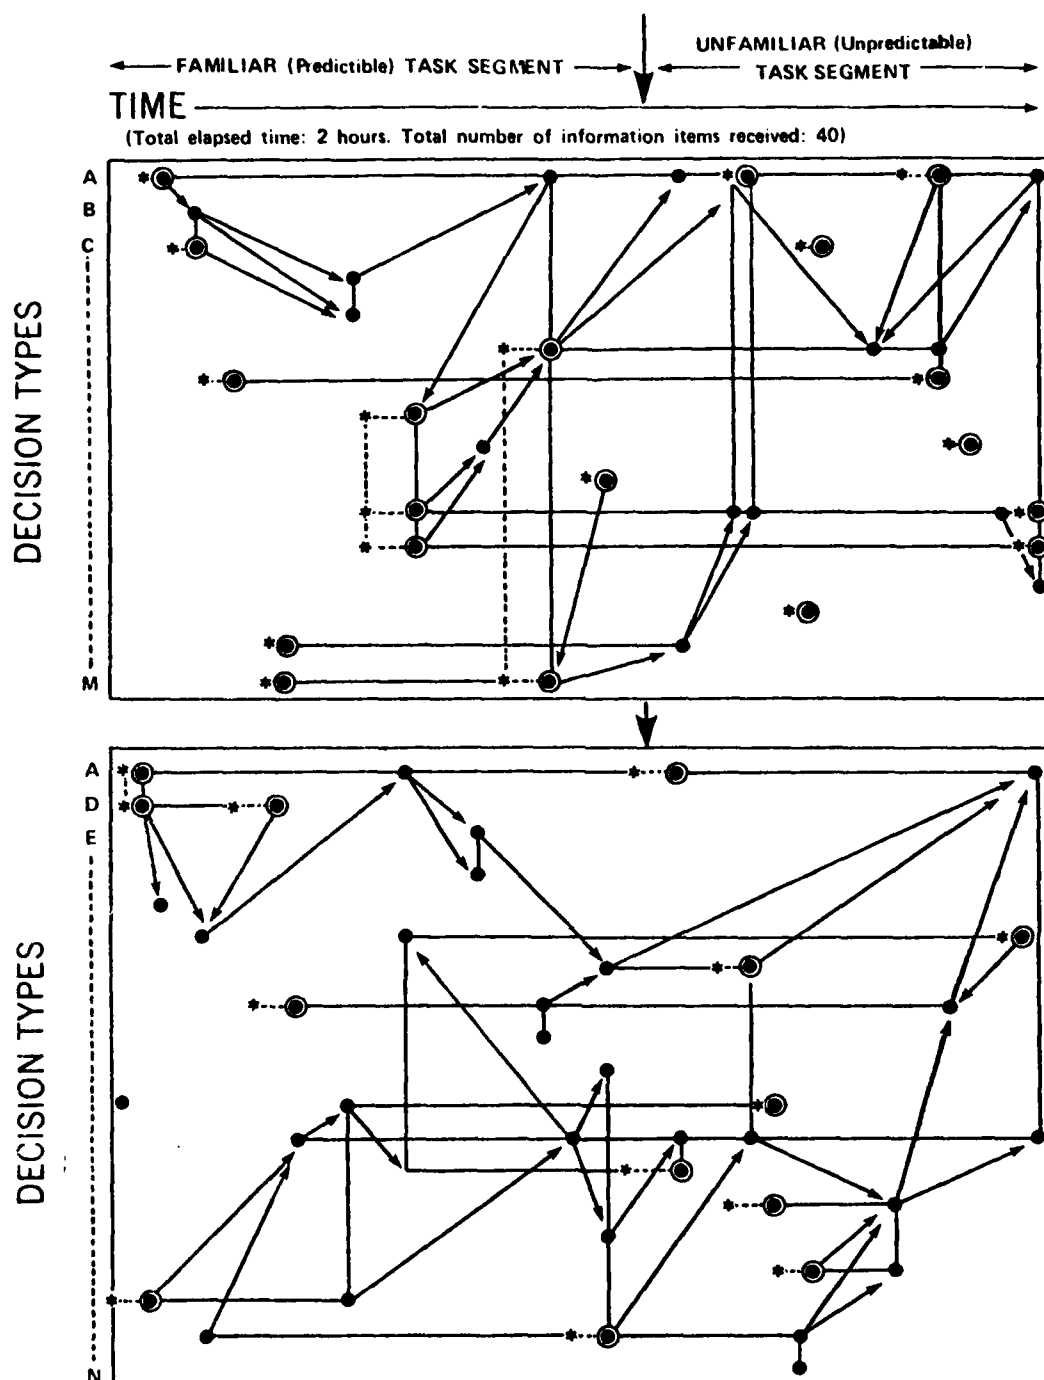 UNFAMILIAR (Unpredictable)
FAMILIAR (Predictible) TASK SEGMENT
TASK SEGMENT
TIME
(Total elapsed time: 2 hours. Total number of information items received: 40)
A
B
C
M
DECISION TYPES
A
D
E
N
DECISION TYPES